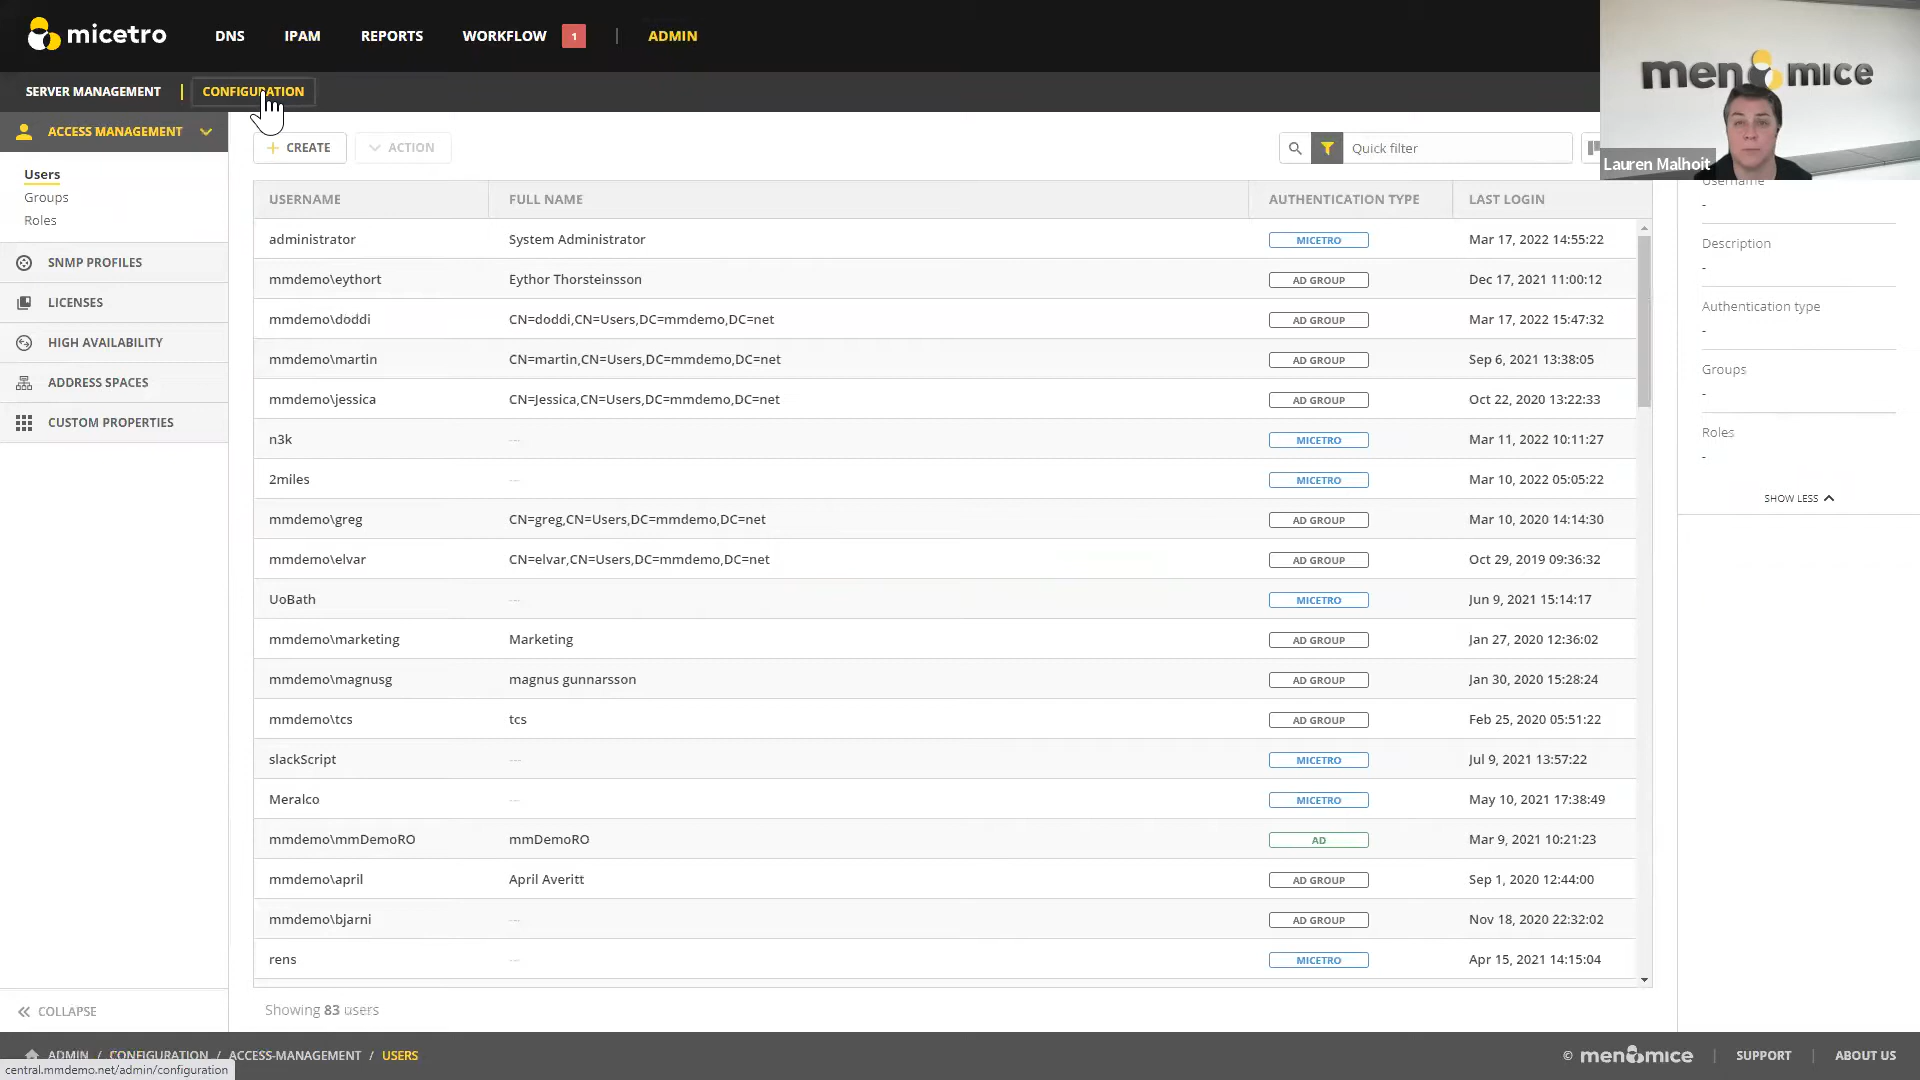 micetro DNS IPAM REPORTS WORKFLOW 1 | ADMIN
men&mice
Lauren Malhoit
SERVER MANAGEMENT | CONFIGURATION
ACCESS MANAGEMENT
Users
Groups
Roles
SNMP PROFILES
LICENSES
HIGH AVAILABILITY
ADDRESS SPACES
CUSTOM PROPERTIES
COLLAPSE
+ CREATE ACTION Quick filter
USERNAME FULL NAME AUTHENTICATION TYPE LAST LOGIN
administrator System Administrator MICETRO Mar 17, 2022 14:55:22
mmdemo\eythort Eythor Thorsteinsson AD GROUP Dec 17, 2021 11:00:12
mmdemo\doddi CN=doddi,CN=Users,DC=mmdemo,DC=net AD GROUP Mar 17, 2022 15:47:32
mmdemo\martin CN=martin,CN=Users,DC=mmdemo,DC=net AD GROUP Sep 6, 2021 13:38:05
mmdemo\jessica CN=Jessica,CN=Users,DC=mmdemo,DC=net AD GROUP Oct 22, 2020 13:22:33
n3k --- MICETRO Mar 11, 2022 10:11:27
2miles --- MICETRO Mar 10, 2022 05:05:22
mmdemo\greg CN=greg,CN=Users,DC=mmdemo,DC=net AD GROUP Mar 10, 2020 14:14:30
mmdemo\elvar CN=elvar,CN=Users,DC=mmdemo,DC=net AD GROUP Oct 29, 2019 09:36:32
UoBath --- MICETRO Jun 9, 2021 15:14:17
mmdemo\marketing Marketing AD GROUP Jan 27, 2020 12:36:02
mmdemo\magnusg magnus gunnarsson AD GROUP Jan 30, 2020 15:28:24
mmdemo\tcs tcs AD GROUP Feb 25, 2020 05:51:22
slackScript --- MICETRO Jul 9, 2021 13:57:22
Meralco --- MICETRO May 10, 2021 17:38:49
mmdemo\mmDemoRO mmDemoRO AD Mar 9, 2021 10:21:23
mmdemo\april April Averitt AD GROUP Sep 1, 2020 12:44:00
mmdemo\bjarni --- AD GROUP Nov 18, 2020 22:32:02
rens --- MICETRO Apr 15, 2021 14:15:04
Showing 83 users
Username
-
Description
-
Authentication type
-
Groups
-
Roles
-
SHOW LESS
ADMIN / CONFIGURATION / ACCESS-MANAGEMENT / USERS
© men&mice | SUPPORT | ABOUT US
central.mmdemo.net/admin/configuration